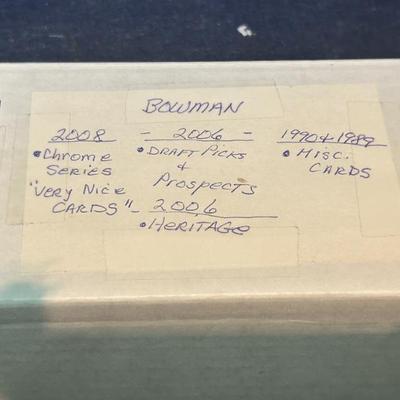 BOWMAN
2008
• Chrome
Series
"Very Nice
Cards"
- 2006 -
• Draft Picks
+
Prospects
- 2006
• Heritage
1990 + 1989
• Misc.
Cards